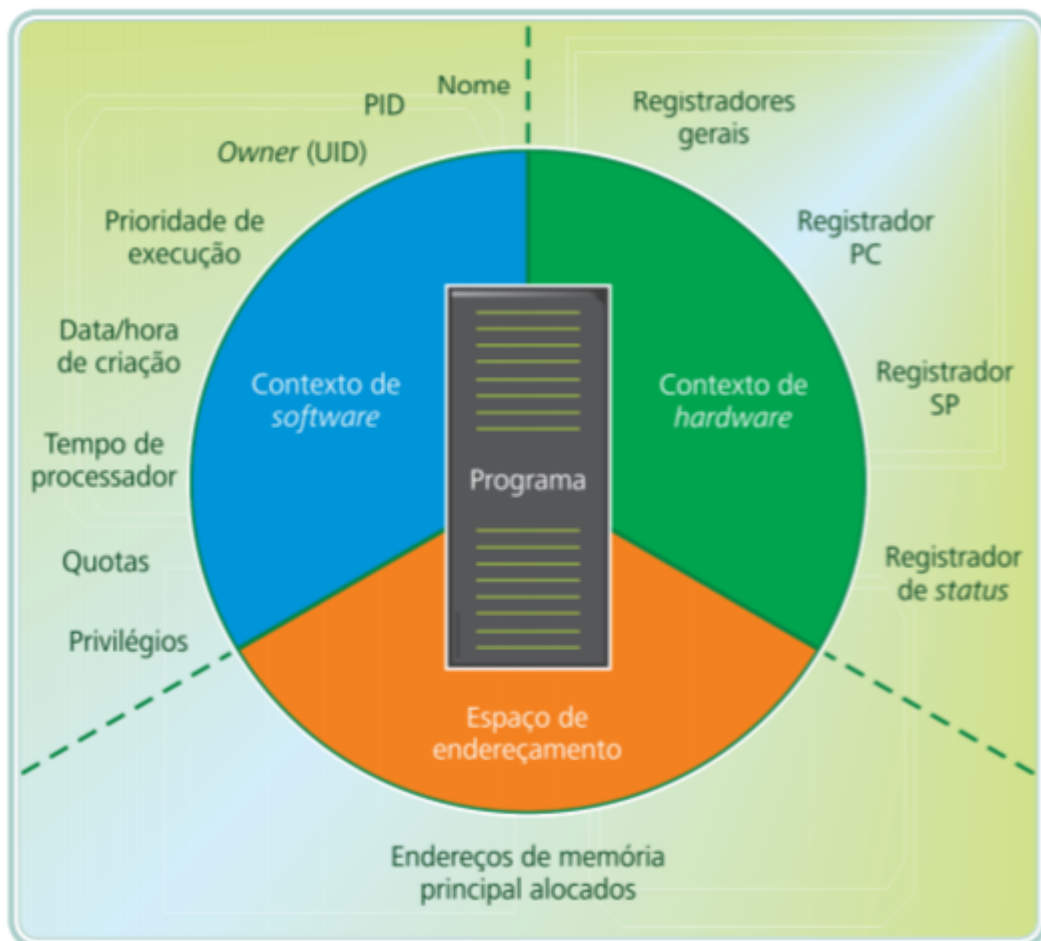 Nome
PID
Owner (UID)
Prioridade de
execução
Data/hora
de criação
Tempo de
processador
Quotas
Privilégios
Contexto de
software
Registradores
gerais
Registrador
PC
Registrador
SP
Registrador
de status
Contexto de
hardware
Programa
Espaço de
endereçamento
Endereços de memória
principal alocados